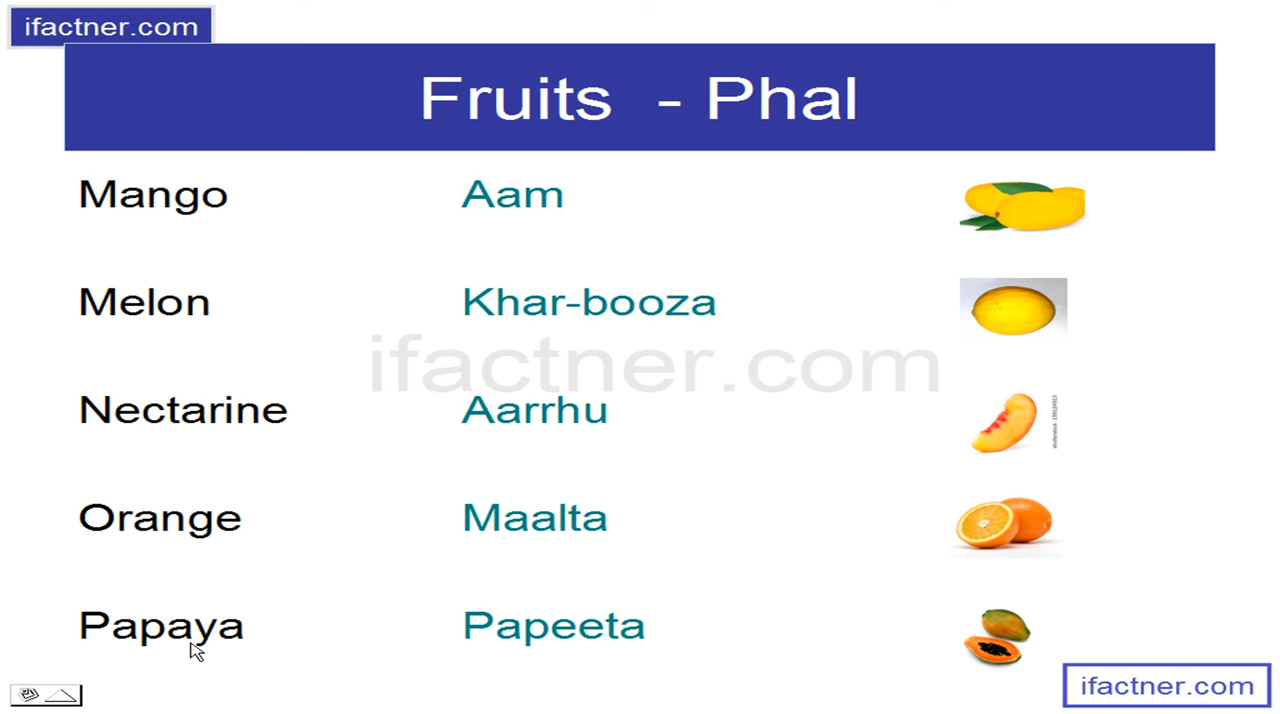 ifactner.com
Fruits - Phal
Mango Aam
Melon Khar-booza
ifactner.com
Nectarine Aarrhu
Orange Maalta
Papaya Papeeta
ifactner.com